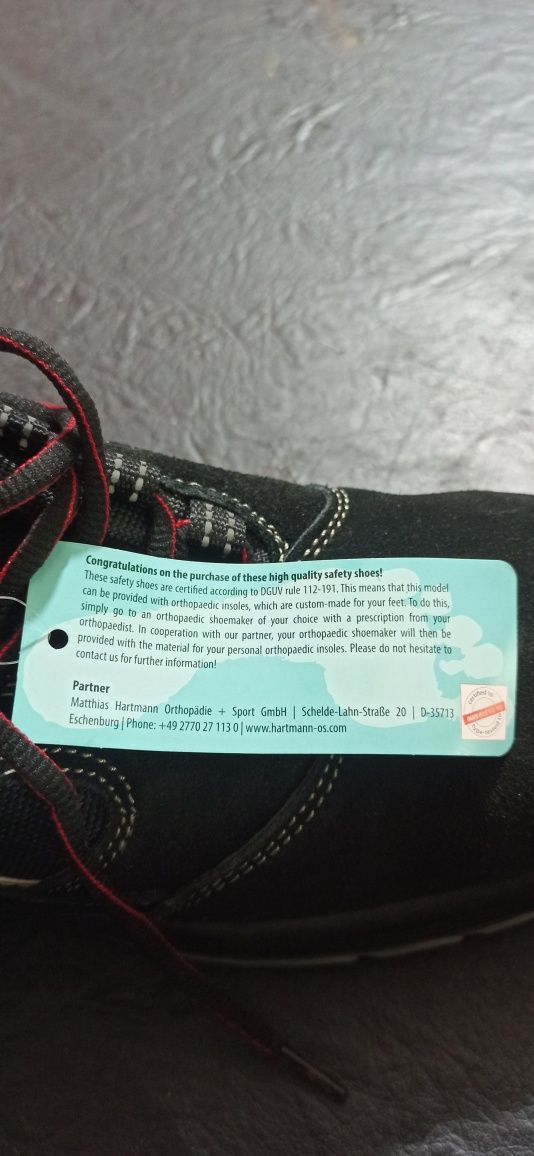 Congratulations on the purchase of these high quality safety shoes!
These safety shoes are certified according to DGUV rule 112-191. This means that this model
can be provided with orthopaedic insoles, which are custom-made for your feet. To do this,
simply go to an orthopaedic shoemaker of your choice with a prescription from your
orthopaedist. In cooperation with our partner, your orthopaedic shoemaker will then be
provided with the material for your personal orthopaedic insoles. Please do not hesitate to
contact us for further information!
Partner
Matthias Hartmann Orthopädie + Sport GmbH | Schelde-Lahn-Straße 20 | D-35713
Eschenburg | Phone: +49 2770 27 113 0 | www.hartmann-os.com
certified on
type-tested